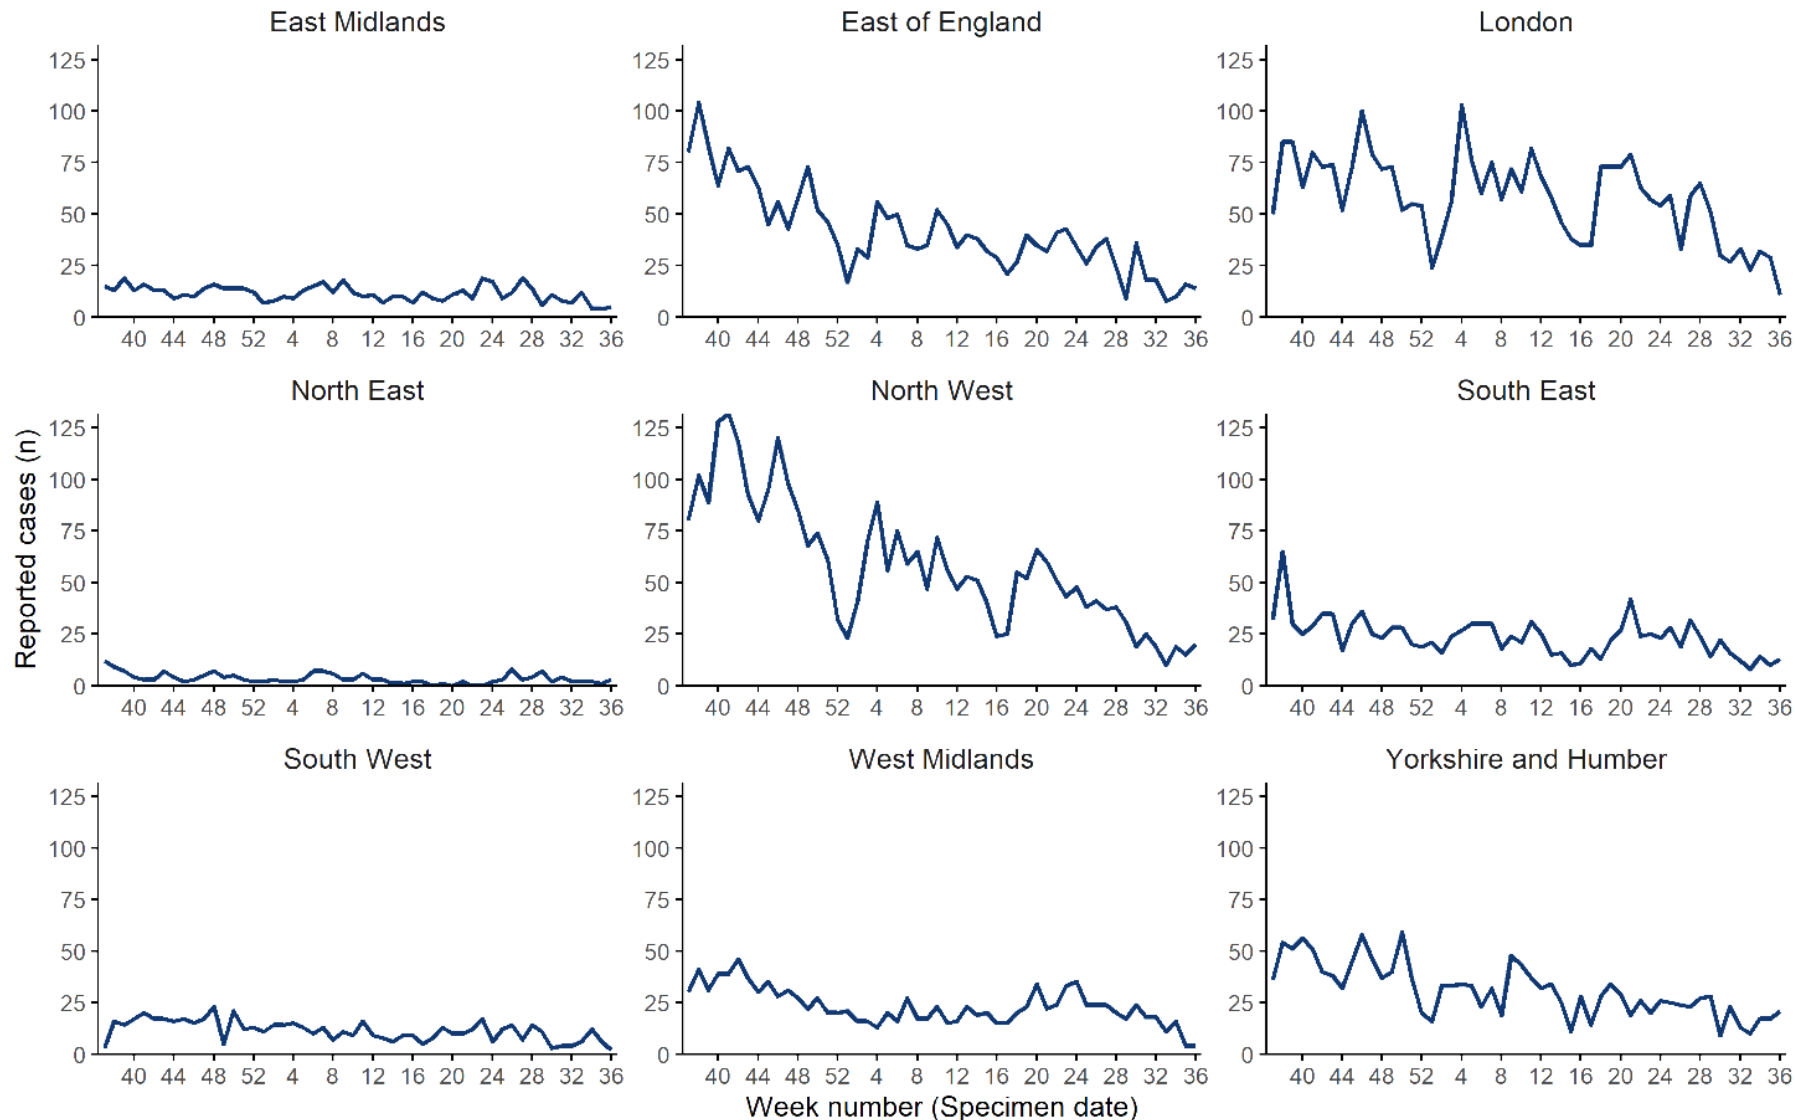 East Midlands East of England London
125 125 125
100 100 100
75 75 75
50 50 50
25 25 25
0 0 0
40 44 48 52 4 8 12 16 20 24 28 32 36 40 44 48 52 4 8 12 16 20 24 28 32 36 40 44 48 52 4 8 12 16 20 24 28 32 36
North East North West South East
Reported cases (n)
125 125 125
100 100 100
75 75 75
50 50 50
25 25 25
0 0 0
40 44 48 52 4 8 12 16 20 24 28 32 36 40 44 48 52 4 8 12 16 20 24 28 32 36 40 44 48 52 4 8 12 16 20 24 28 32 36
South West West Midlands Yorkshire and Humber
125 125 125
100 100 100
75 75 75
50 50 50
25 25 25
0 0 0
40 44 48 52 4 8 12 16 20 24 28 32 36 40 44 48 52 4 8 12 16 20 24 28 32 36 40 44 48 52 4 8 12 16 20 24 28 32 36
Week number (Specimen date)